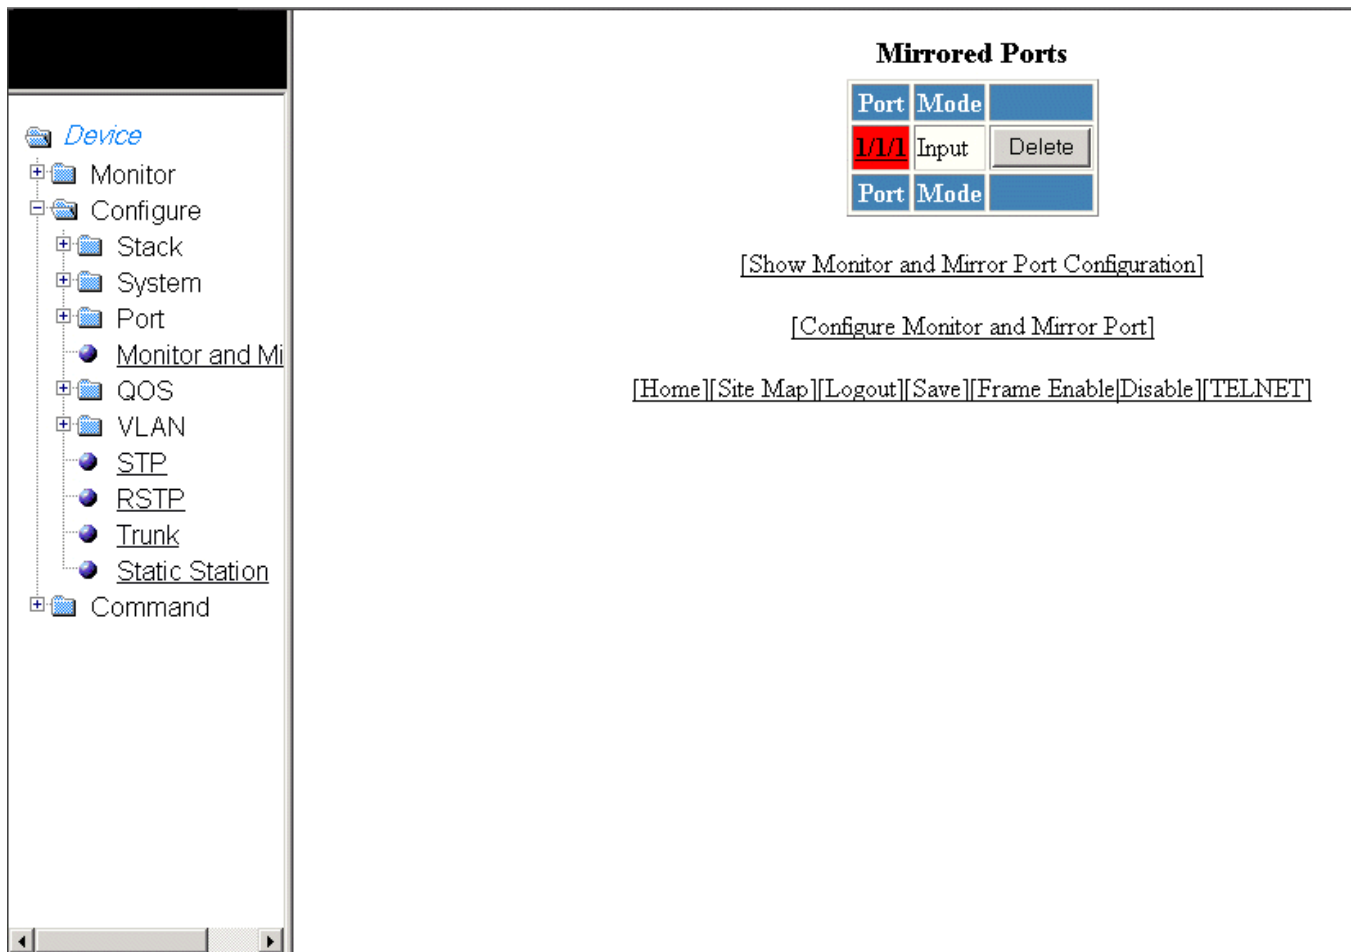 Device
Monitor
Configure
Stack
System
Port
Monitor and Mi
QOS
VLAN
STP
RSTP
Trunk
Static Station
Command
Mirrored Ports
Port Mode
1/1/1 Input Delete
Port Mode
[Show Monitor and Mirror Port Configuration]
[Configure Monitor and Mirror Port]
[Home][Site Map][Logout][Save][Frame Enable|Disable][TELNET]